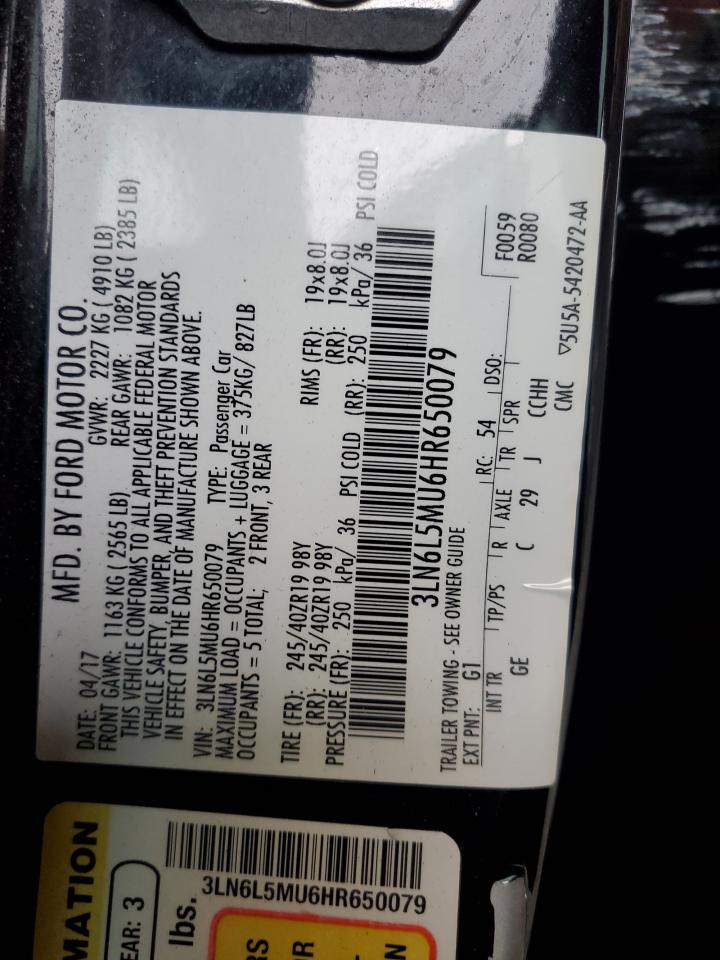 MFD. BY FORD MOTOR CO.
DATE: 04/17 GVWR: 2227 KG ( 4910 LB)
FRONT GAWR: 1163 KG ( 2565 LB) REAR GAWR: 1082 KG ( 2385 LB)
THIS VEHICLE CONFORMS TO ALL APPLICABLE FEDERAL MOTOR
VEHICLE SAFETY, BUMPER, AND THEFT PREVENTION STANDARDS
IN EFFECT ON THE DATE OF MANUFACTURE SHOWN ABOVE.
VIN: 3LN6L5MU6HR650079 TYPE: Passenger Car
MAXIMUM LOAD = OCCUPANTS + LUGGAGE = 375KG/ 827LB
OCCUPANTS = 5 TOTAL; 2 FRONT, 3 REAR
TIRE (FR): 245/40ZR19 98Y RIMS (FR): 19x8.0J
(RR): 245/40ZR19 98Y (RR): 19x8.0J
PRESSURE (FR): 250 kPa/ 36 PSI COLD (RR): 250 kPa/ 36 PSI COLD
3LN6L5MU6HR650079
TRAILER TOWING - SEE OWNER GUIDE
EXT PNT: G1 RC: 54 DSO: F0059
R0080
INT TR TP/PS R AXLE TR SPR
GE C 29 J CCHH
CMC ▽5U5A-5420472-AA
MATION
EAR: 3
3LN6L5MU6HR650079
lbs.
RS
R
N